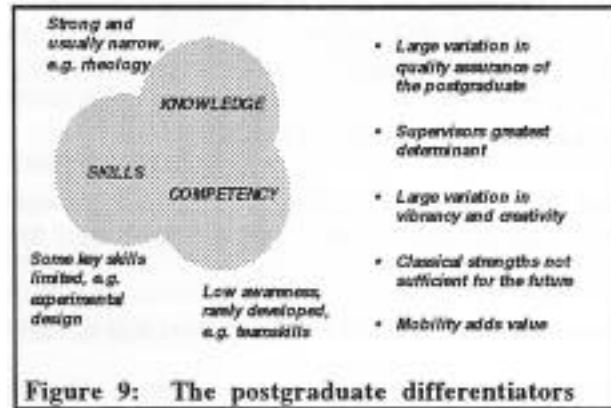 Strong and
usually narrow,
e.g. rheology
KNOWLEDGE
SKILLS
COMPETENCY
Some key skills
limited, e.g.
experimental
design
Low awareness,
rarely developed,
e.g. teamskills
• Large variation in
quality assurance of
the postgraduate
• Supervisors greatest
determinant
• Large variation in
vibrancy and creativity
• Classical strengths not
sufficient for the future
• Mobility adds value
Figure 9: The postgraduate differentiators